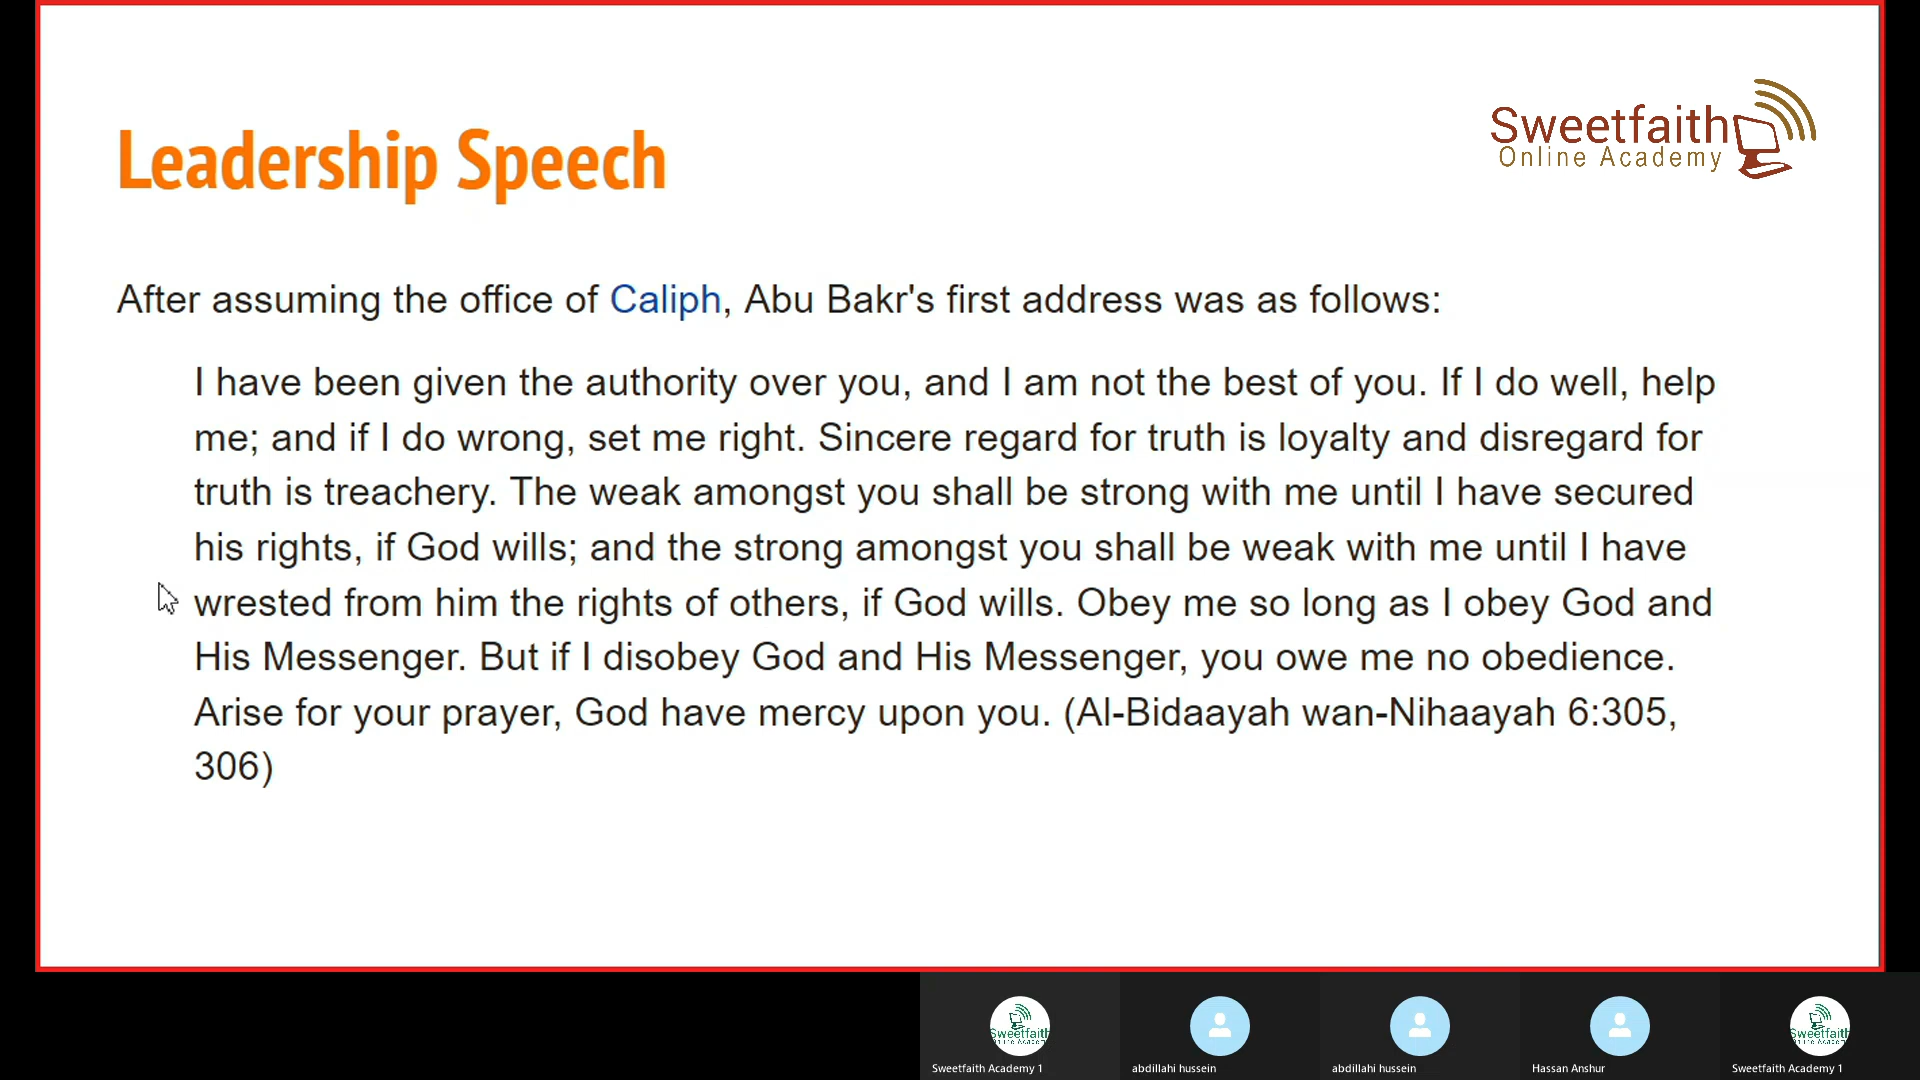 Sweetfaith
Online Academy
Leadership Speech
After assuming the office of Caliph, Abu Bakr's first address was as follows:
I have been given the authority over you, and I am not the best of you. If I do well, help
me; and if I do wrong, set me right. Sincere regard for truth is loyalty and disregard for
truth is treachery. The weak amongst you shall be strong with me until I have secured
his rights, if God wills; and the strong amongst you shall be weak with me until I have
wrested from him the rights of others, if God wills. Obey me so long as I obey God and
His Messenger. But if I disobey God and His Messenger, you owe me no obedience.
Arise for your prayer, God have mercy upon you. (Al-Bidaayah wan-Nihaayah 6:305,
306)
Sweetfaith
Sweetfaith
Sweetfaith Academy 1
abdillahi hussein
abdillahi hussein
Hassan Anshur
Sweetfaith Academy 1